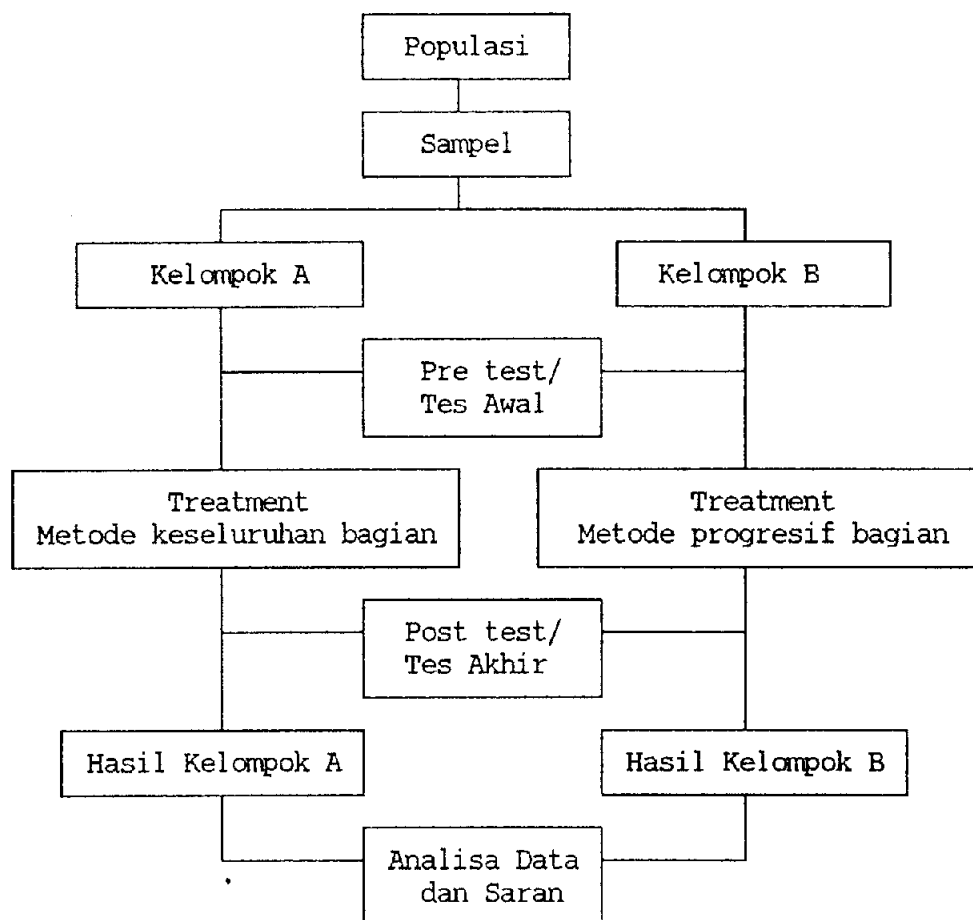 Populasi
Sampel
Kelompok A
Kelompok B
Pre test/
Tes Awal
Treatment
Metode keseluruhan bagian
Treatment
Metode progresif bagian
Post test/
Tes Akhir
Hasil Kelompok A
Hasil Kelompok B
Analisa Data
dan Saran